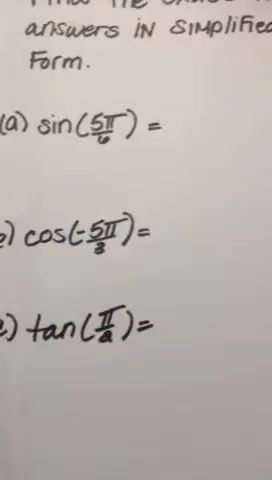 answers IN SIMPlified
Form.
(a) sin(5π/6) =
) cos(-5π/3)=
) tan(π/2)=